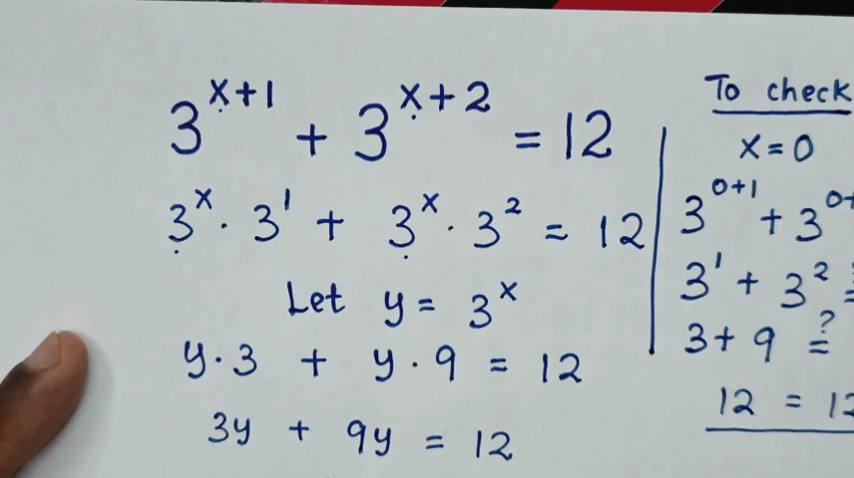 3^{x+1} + 3^{x+2} = 12
3^x · 3^1 + 3^x · 3^2 = 12
Let y = 3^x
y · 3 + y · 9 = 12
3y + 9y = 12
To check
x = 0
3^{0+1} + 3^{0+
3^1 + 3^2 =
3 + 9 ?=
12 = 12